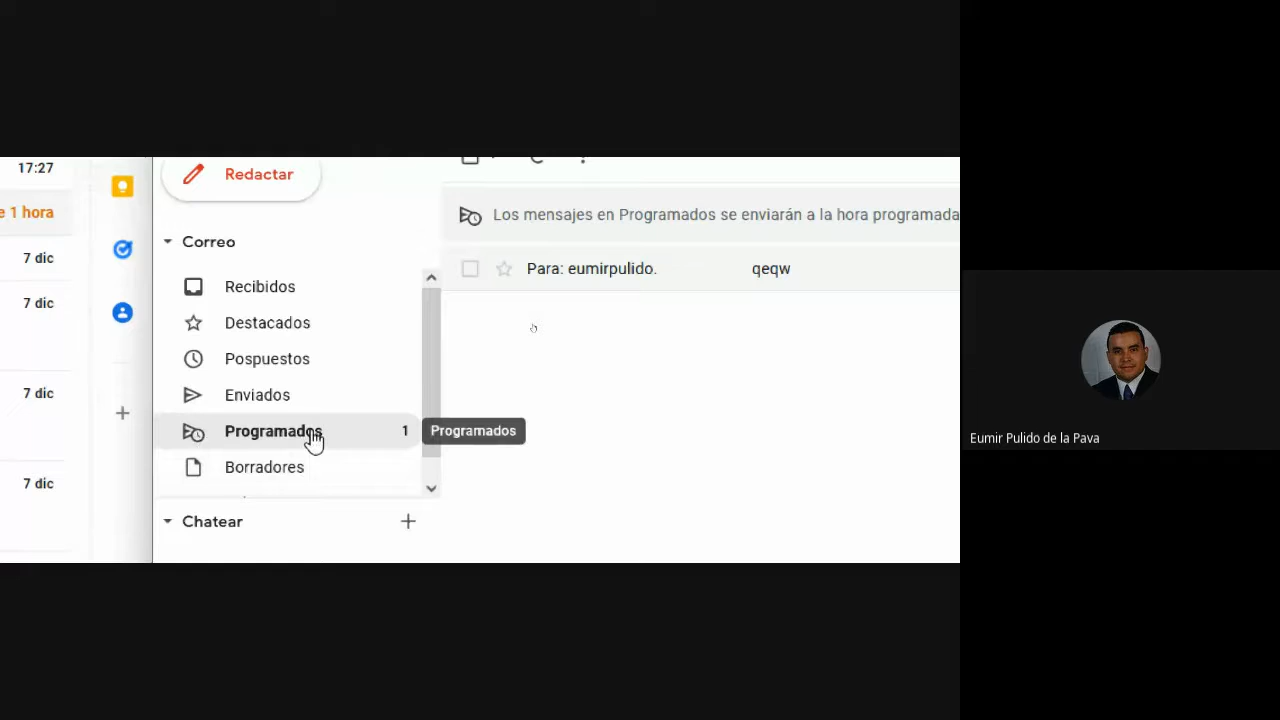 17:27
e 1 hora
7 dic
7 dic
7 dic
7 dic
Redactar
Correo
Recibidos
Destacados
Pospuestos
Enviados
Programados 1
Programados
Borradores
Chatear
Los mensajes en Programados se enviarán a la hora programada
Para: eumirpulido. qeqw
Eumir Pulido de la Pava